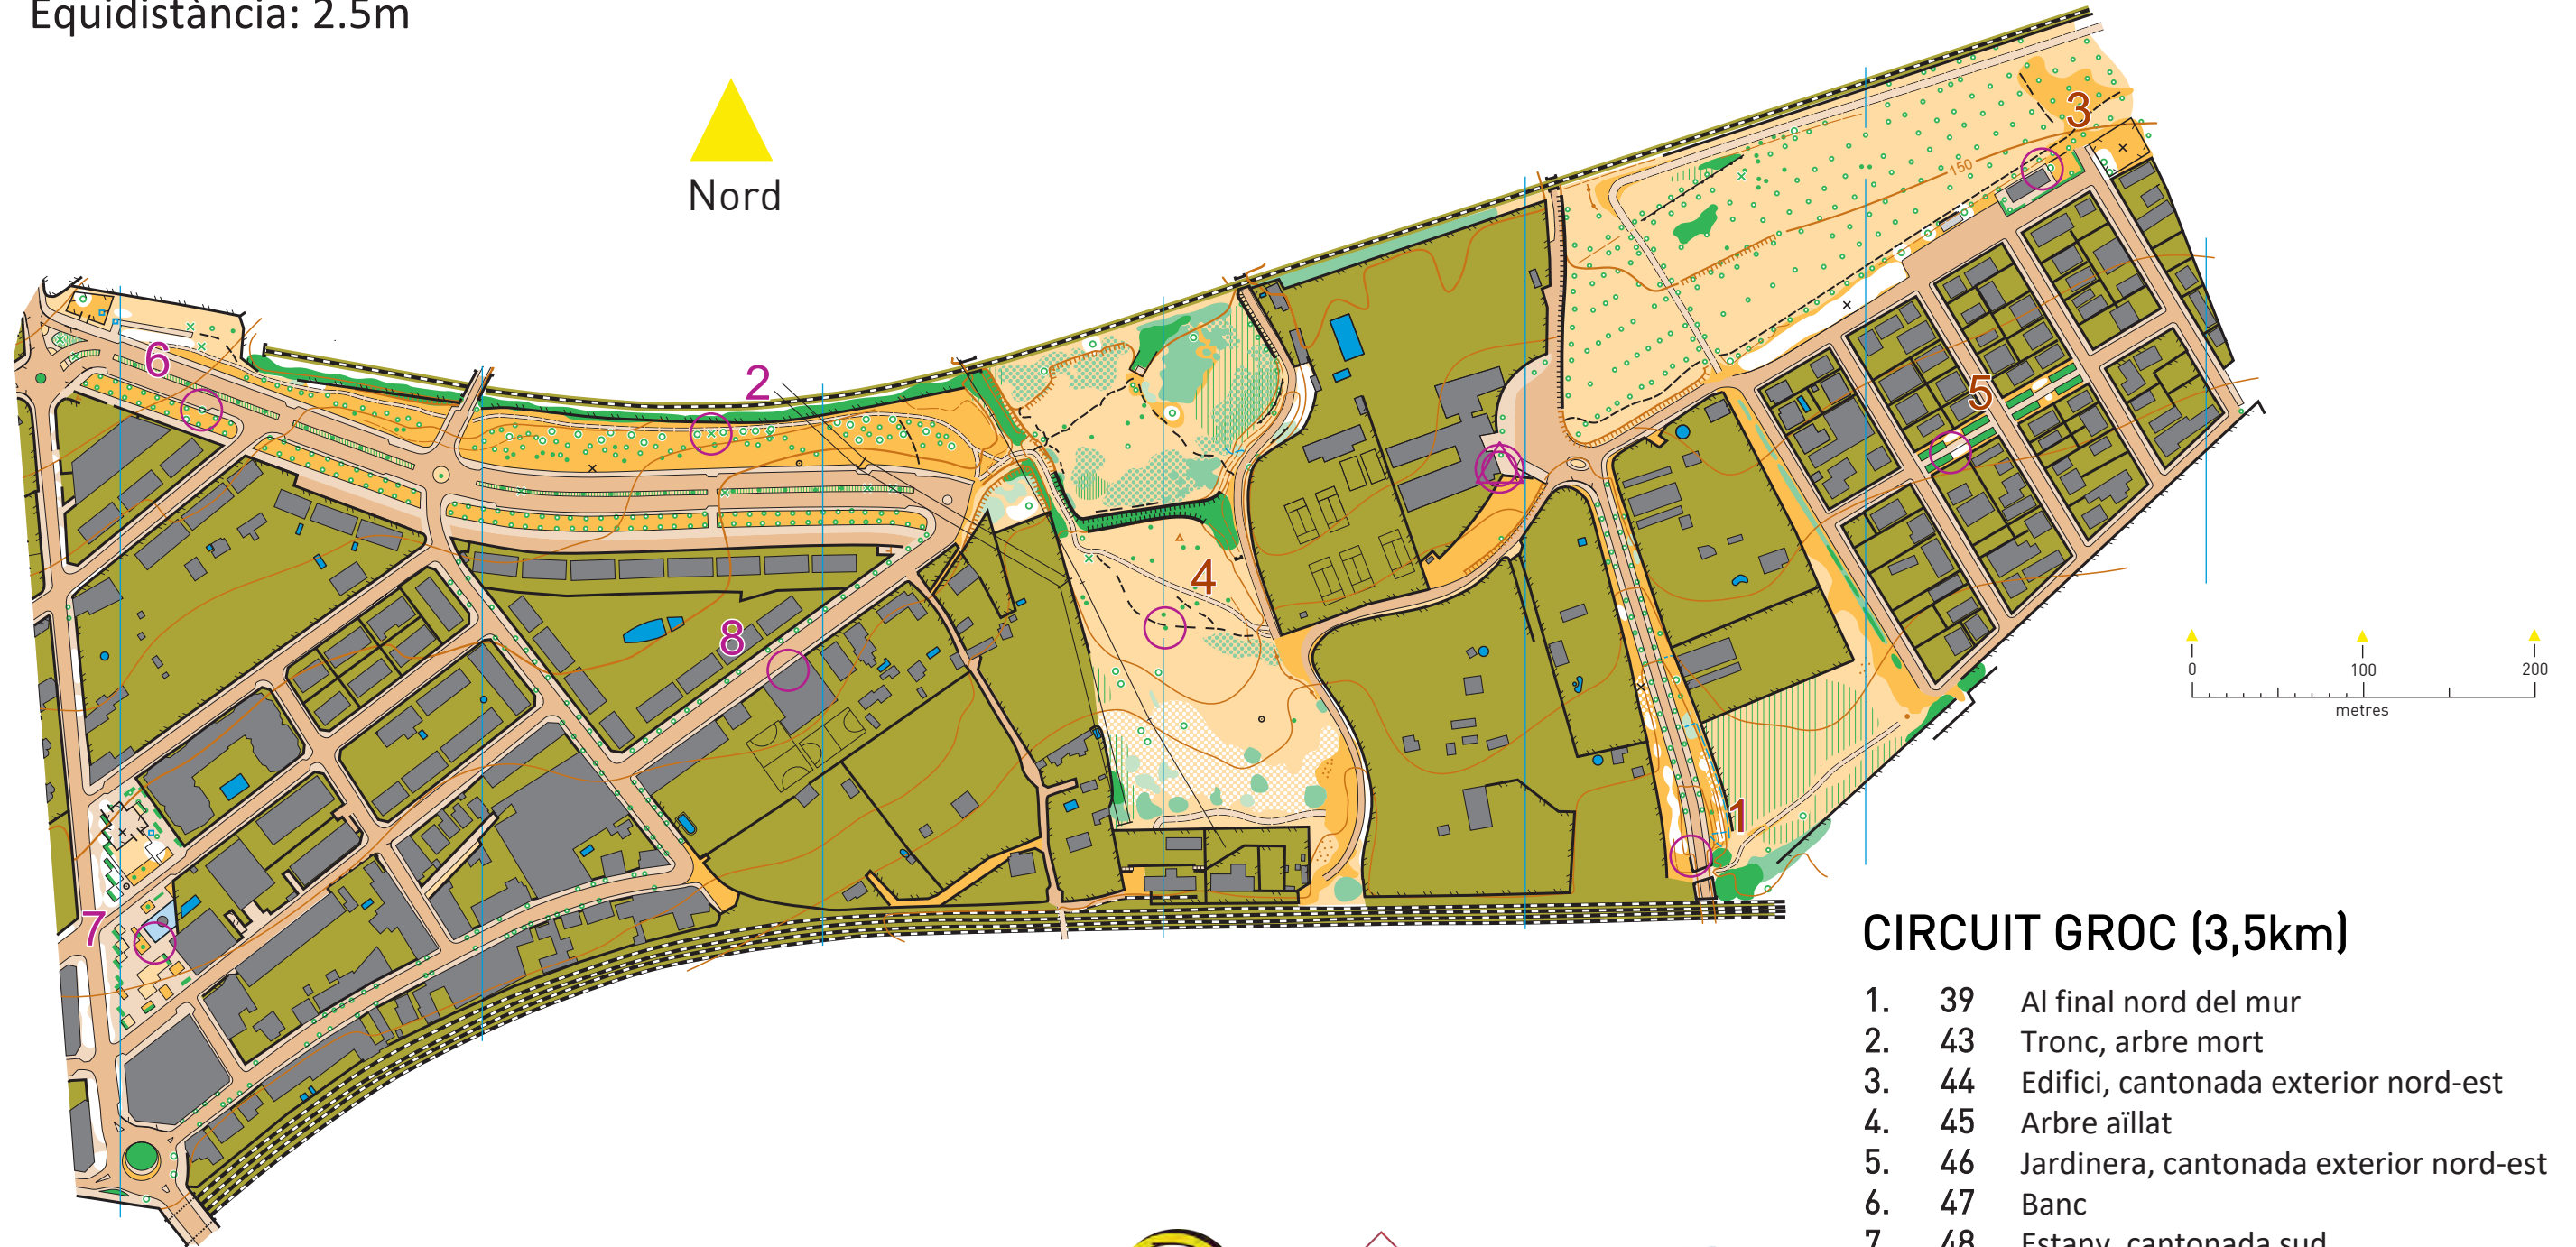 Equidistància: 2.5m
Nord
3
150
6
2
5
4
8
1
7
0 100 200
metres
CIRCUIT GROC (3,5km)
1. 39 Al final nord del mur
2. 43 Tronc, arbre mort
3. 44 Edifici, cantonada exterior nord-est
4. 45 Arbre aïllat
5. 46 Jardinera, cantonada exterior nord-est
6. 47 Banc
7. 48 Estany, cantonada sud